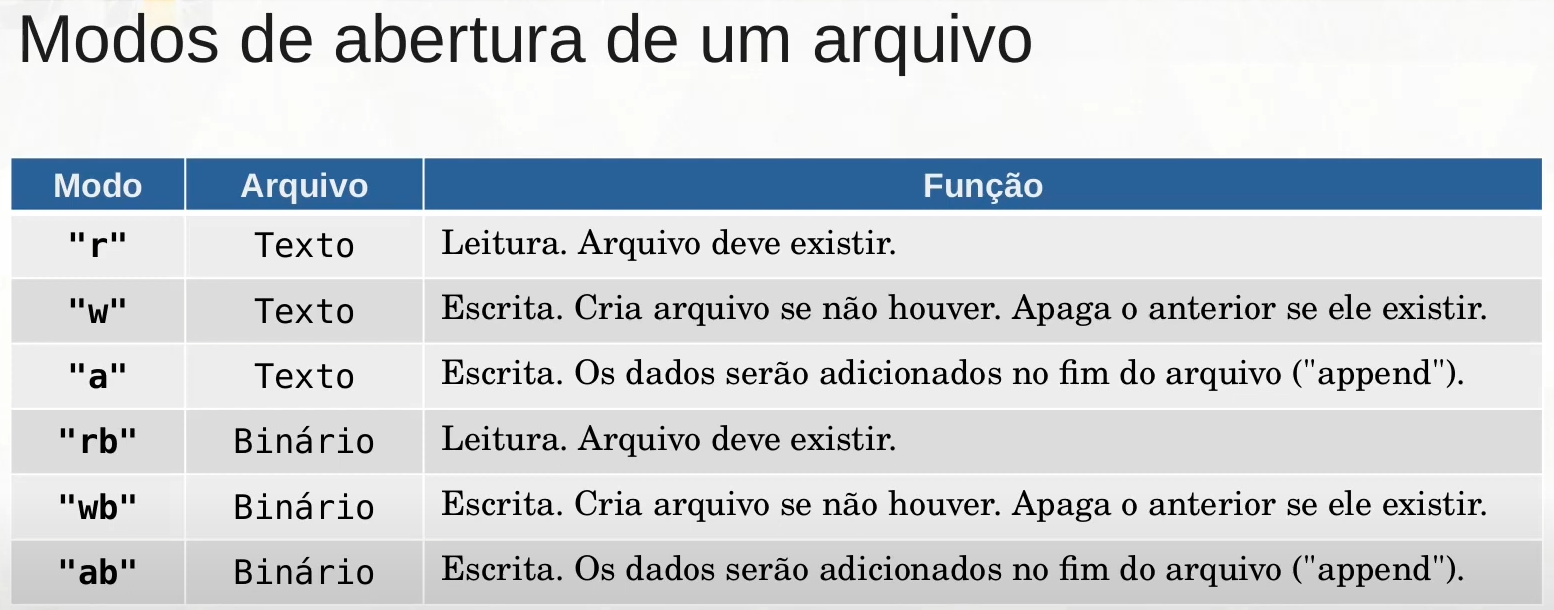 Modos de abertura de um arquivo
Modo Arquivo Função
"r" Texto Leitura. Arquivo deve existir.
"w" Texto Escrita. Cria arquivo se não houver. Apaga o anterior se ele existir.
"a" Texto Escrita. Os dados serão adicionados no fim do arquivo ("append").
"rb" Binário Leitura. Arquivo deve existir.
"wb" Binário Escrita. Cria arquivo se não houver. Apaga o anterior se ele existir.
"ab" Binário Escrita. Os dados serão adicionados no fim do arquivo ("append").